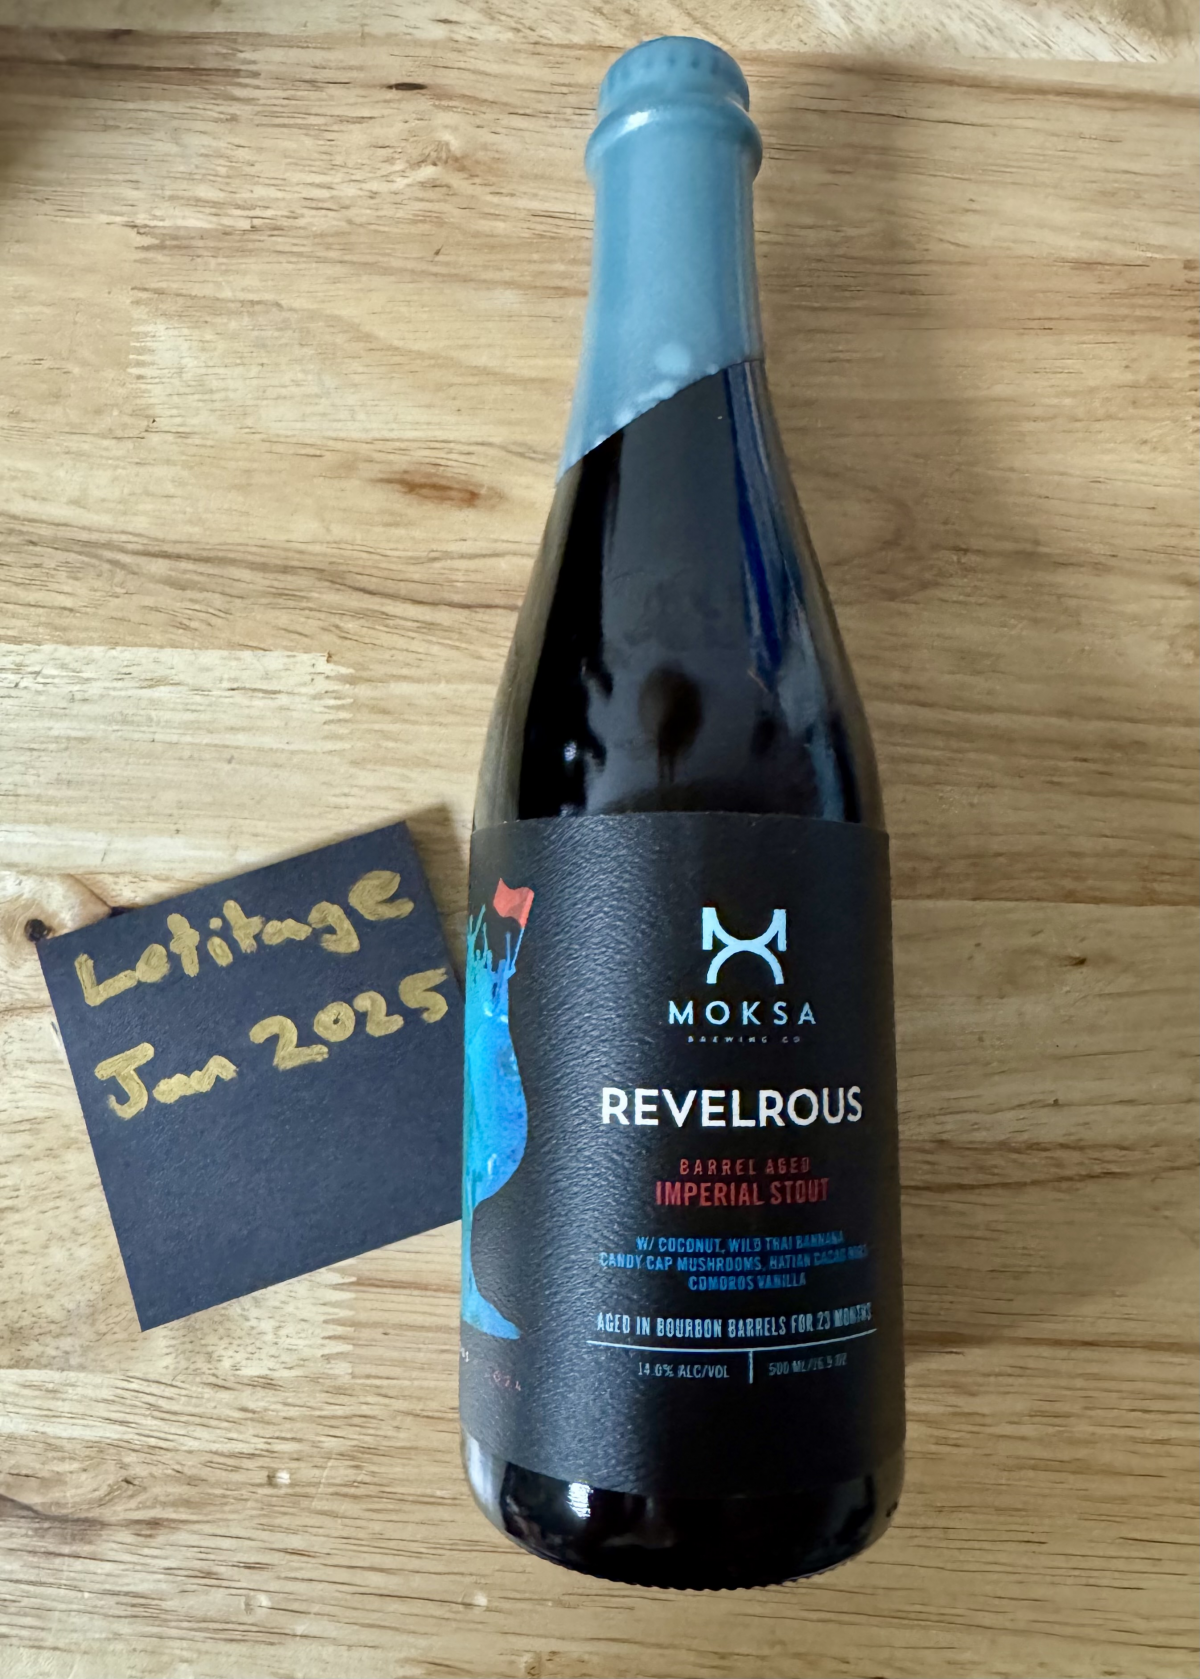 Letitage
Jan 2025
MOKSA
BREWING CO
REVELROUS
BARREL AGED
IMPERIAL STOUT
W/ COCONUT, WILD THAI BANNANA
CANDY CAP MUSHROOMS, HATIAN CACAO NIBS
COMOROS VANILLA
AGED IN BOURBON BARRELS FOR 23 MONTHS
14.0% ALC/VOL
500 ML/16.9 OZ